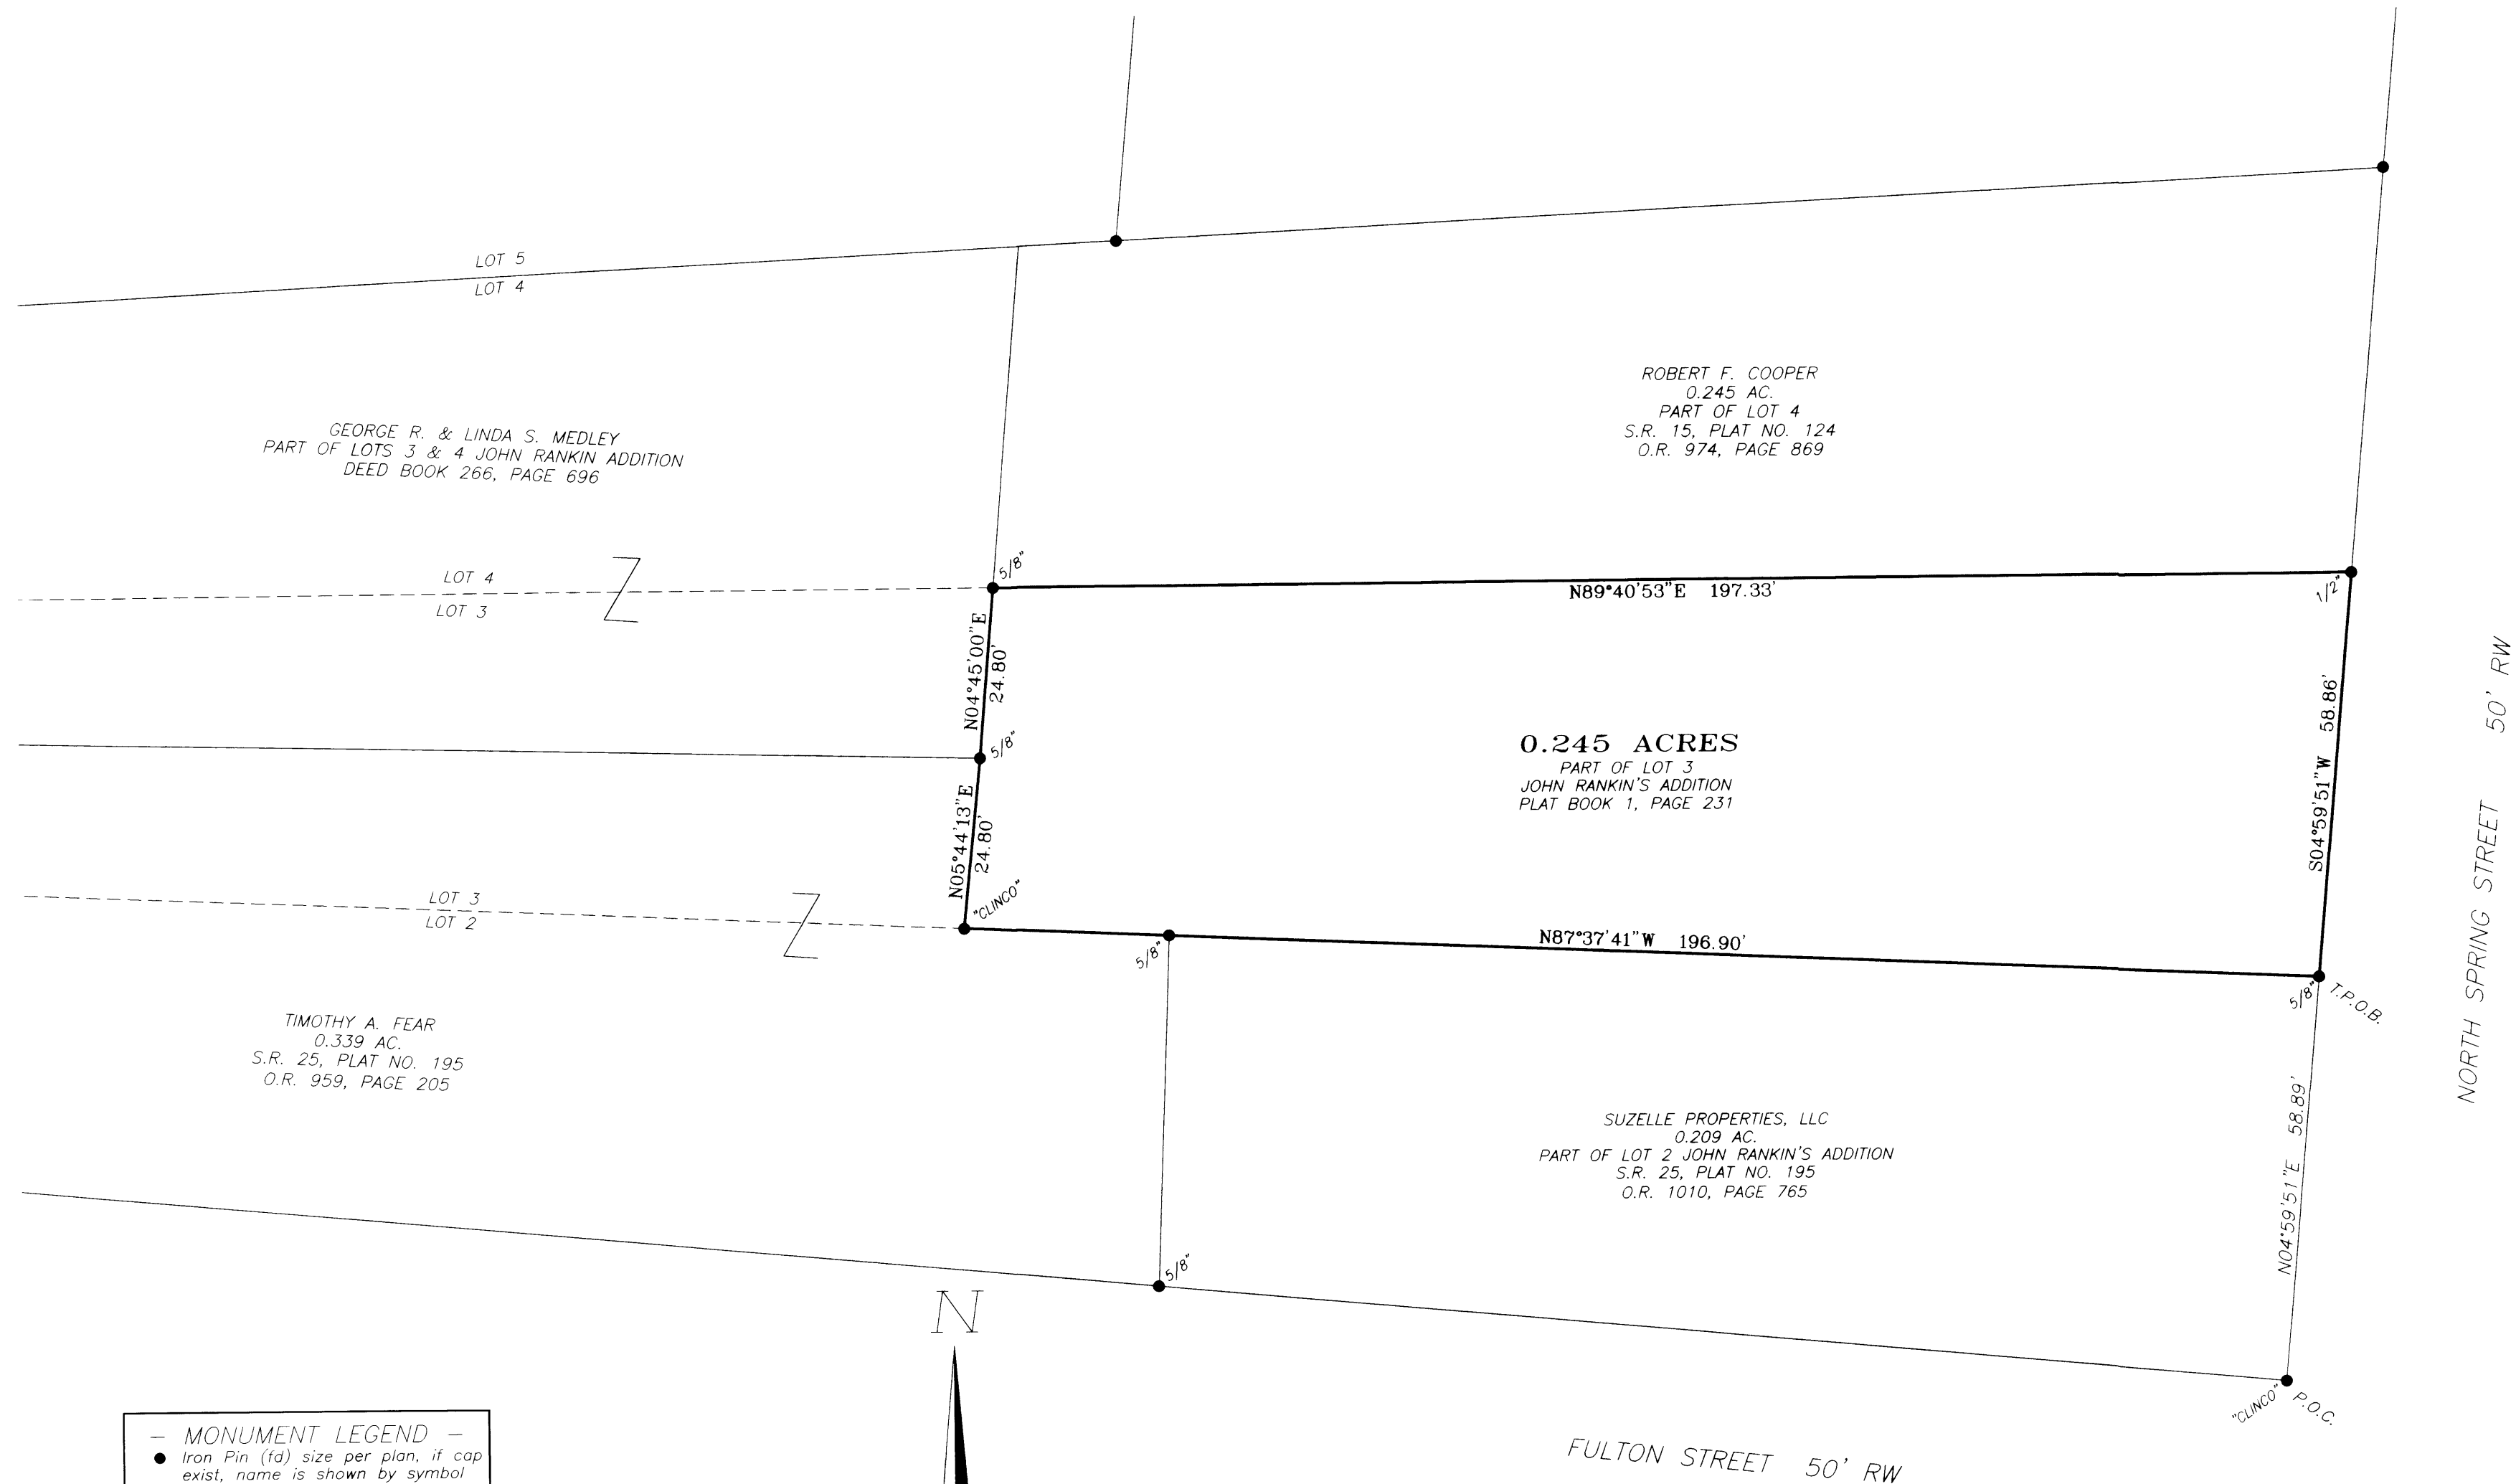 LOT 5
LOT 4
ROBERT F. COOPER
0.245 AC.
PART OF LOT 4
S.R. 15, PLAT NO. 124
O.R. 974, PAGE 869
GEORGE R. & LINDA S. MEDLEY
PART OF LOTS 3 & 4 JOHN RANKIN ADDITION
DEED BOOK 266, PAGE 696
5/8"
LOT 4
LOT 3
N89°40'53"E 197.33'
1/2"
N04°45'00"E
24.80'
5/8"
0.245 ACRES
PART OF LOT 3
JOHN RANKIN'S ADDITION
PLAT BOOK 1, PAGE 231
S04°59'51"W 58.86'
NORTH SPRING STREET 50' RW
N05°44'13"E
24.80'
"CLINCO"
LOT 3
LOT 2
5/8"
N87°37'41"W 196.90'
5/8"
T.P.O.B.
TIMOTHY A. FEAR
0.339 AC.
S.R. 25, PLAT NO. 195
O.R. 959, PAGE 205
SUZELLE PROPERTIES, LLC
0.209 AC.
PART OF LOT 2 JOHN RANKIN'S ADDITION
S.R. 25, PLAT NO. 195
O.R. 1010, PAGE 765
N04°59'51"E 58.89'
5/8"
N
"CLINCO"
P.O.C.
— MONUMENT LEGEND —
Iron Pin (fd) size per plan, if cap
exist, name is shown by symbol
FULTON STREET 50' RW